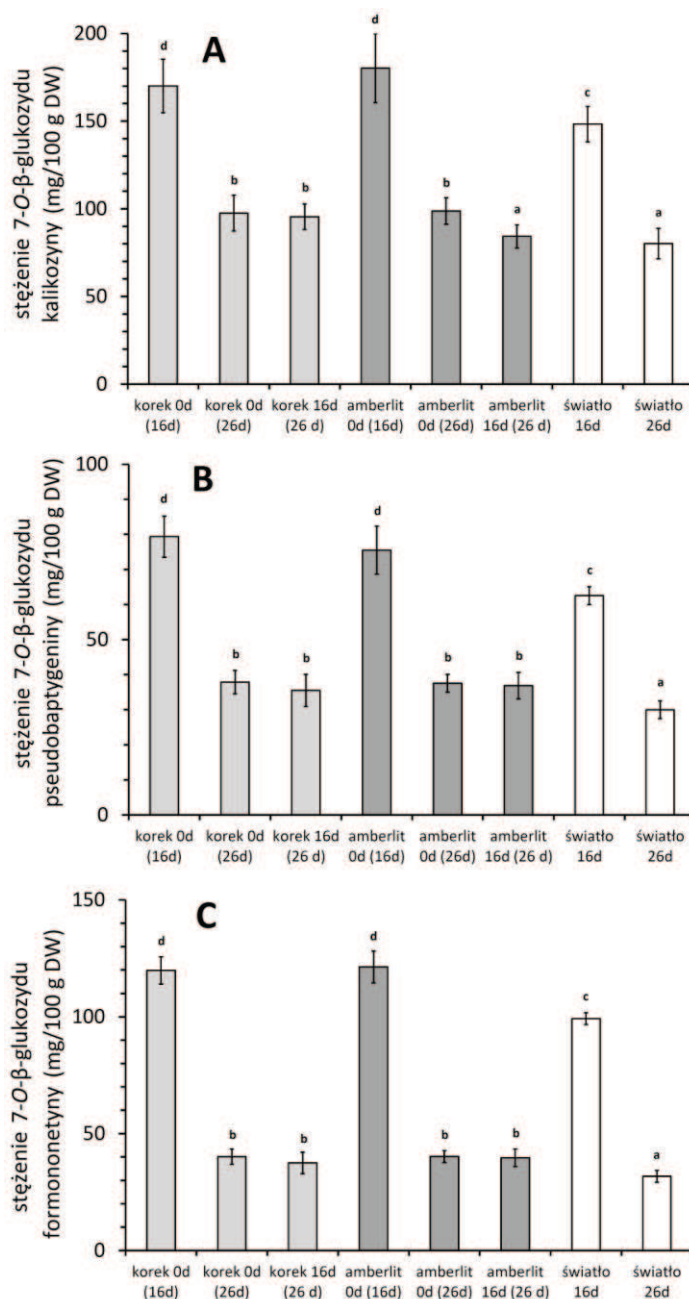 stężenie 7-O-β-glukozydu
kalikozyny (mg/100 g DW)
A
200
150
100
50
0
d
b
b
d
b
a
c
a
korek 0d
(16d)
korek 0d
(26d)
korek 16d
(26 d)
amberlit
0d (16d)
amberlit
0d (26d)
amberlit
16d (26 d)
światło
16d
światło
26d
stężenie 7-O-β-glukozydu
pseudobaptygeniny (mg/100 g DW)
B
100
50
0
d
b
b
d
b
b
c
a
korek 0d
(16d)
korek 0d
(26d)
korek 16d
(26 d)
amberlit
0d (16d)
amberlit
0d (26d)
amberlit
16d (26 d)
światło
16d
światło
26d
stężenie 7-O-β-glukozydu
formononetyny (mg/100 g DW)
C
150
100
50
0
d
b
b
d
b
b
c
a
korek 0d
(16d)
korek 0d
(26d)
korek 16d
(26 d)
amberlit
0d (16d)
amberlit
0d (26d)
amberlit
16d (26 d)
światło
16d
światło
26d